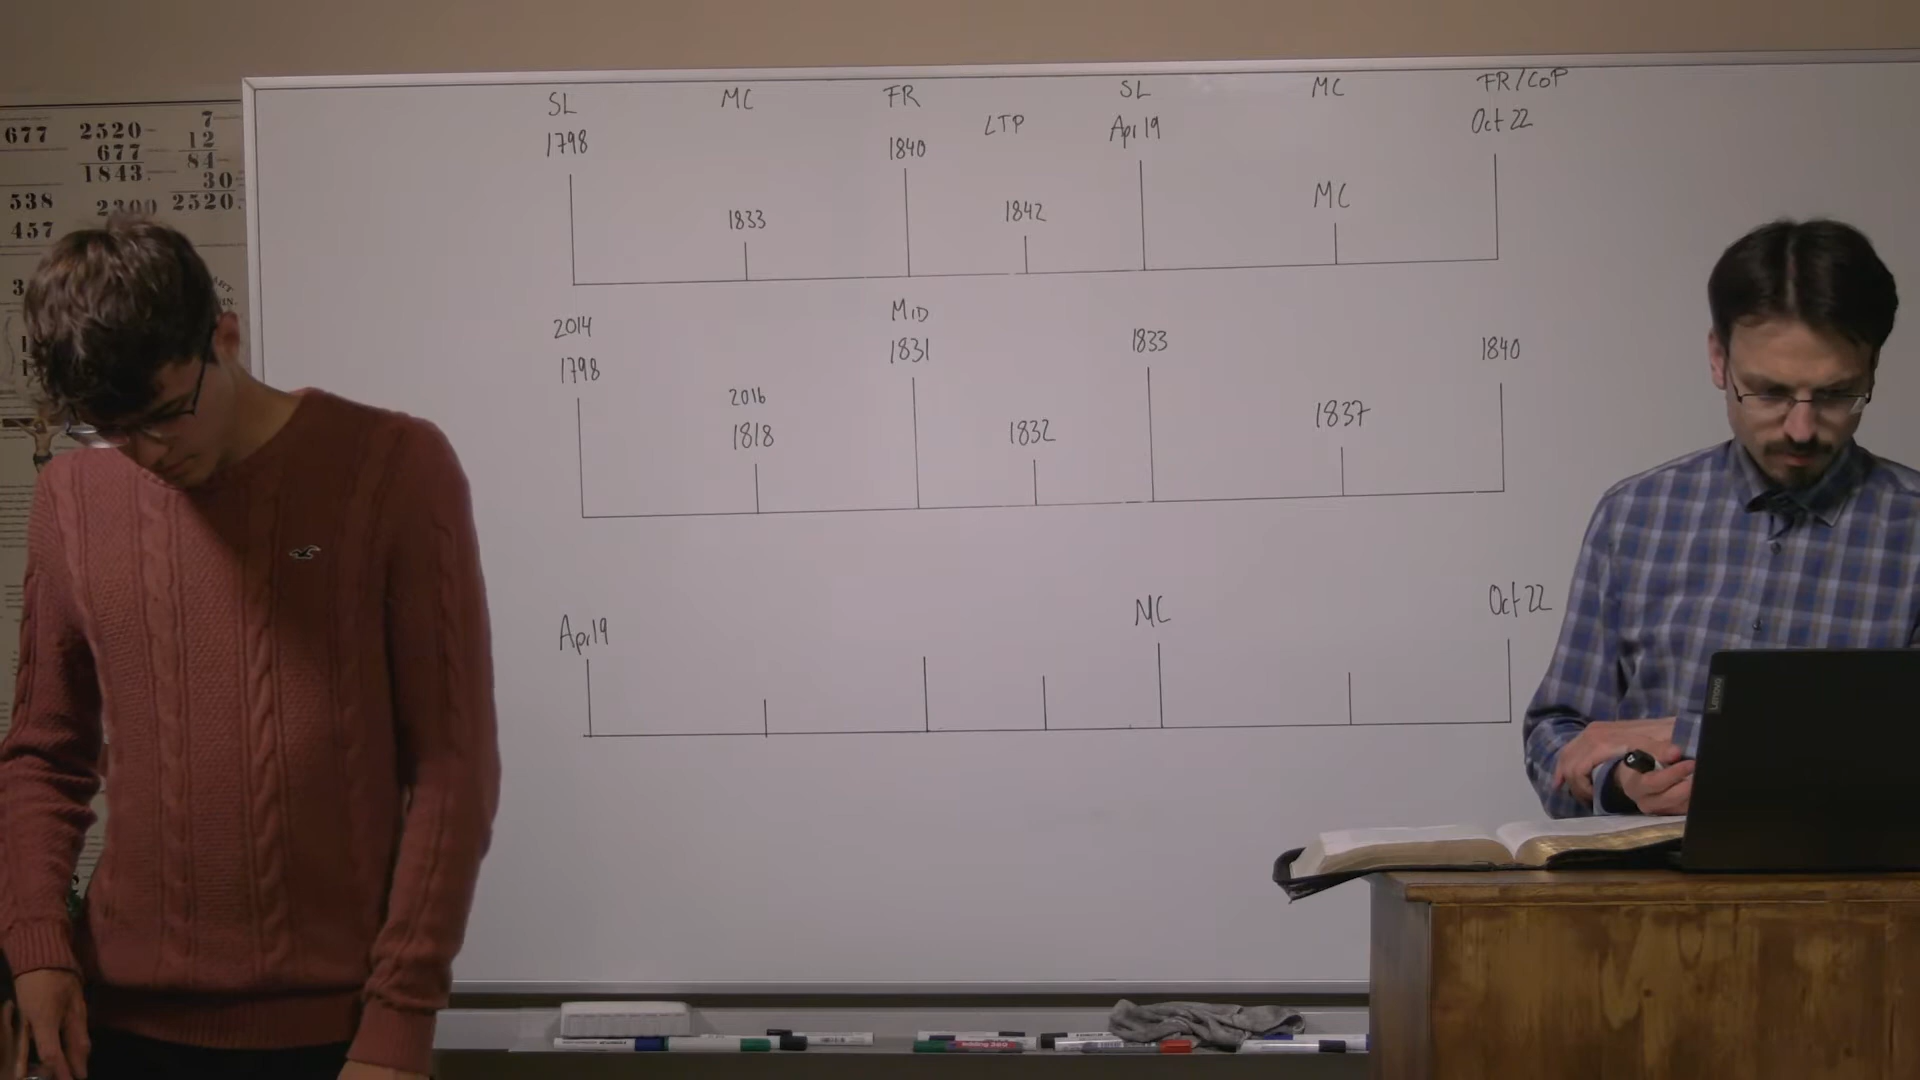 677
2520
677
1843.
7
12
84
30
2520.
538
457
2300
SL MC FR SL MC FR/COP
1798 1840 LTP Apr 19 Oct 22
1833 1842 MC
2014 MID
1798 1831 1833 1840
2016
1818 1832 1837
Apr 19 MC Oct 22
Lenovo